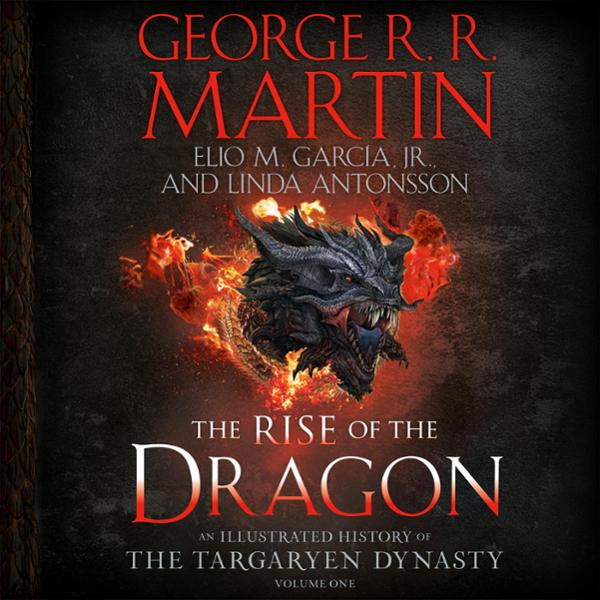 GEORGE R. R.
MARTIN
ELIO M. GARCÍA, JR.,
AND LINDA ANTONSSON
THE RISE OF THE
DRAGON
AN ILLUSTRATED HISTORY OF
THE TARGARYEN DYNASTY
VOLUME ONE